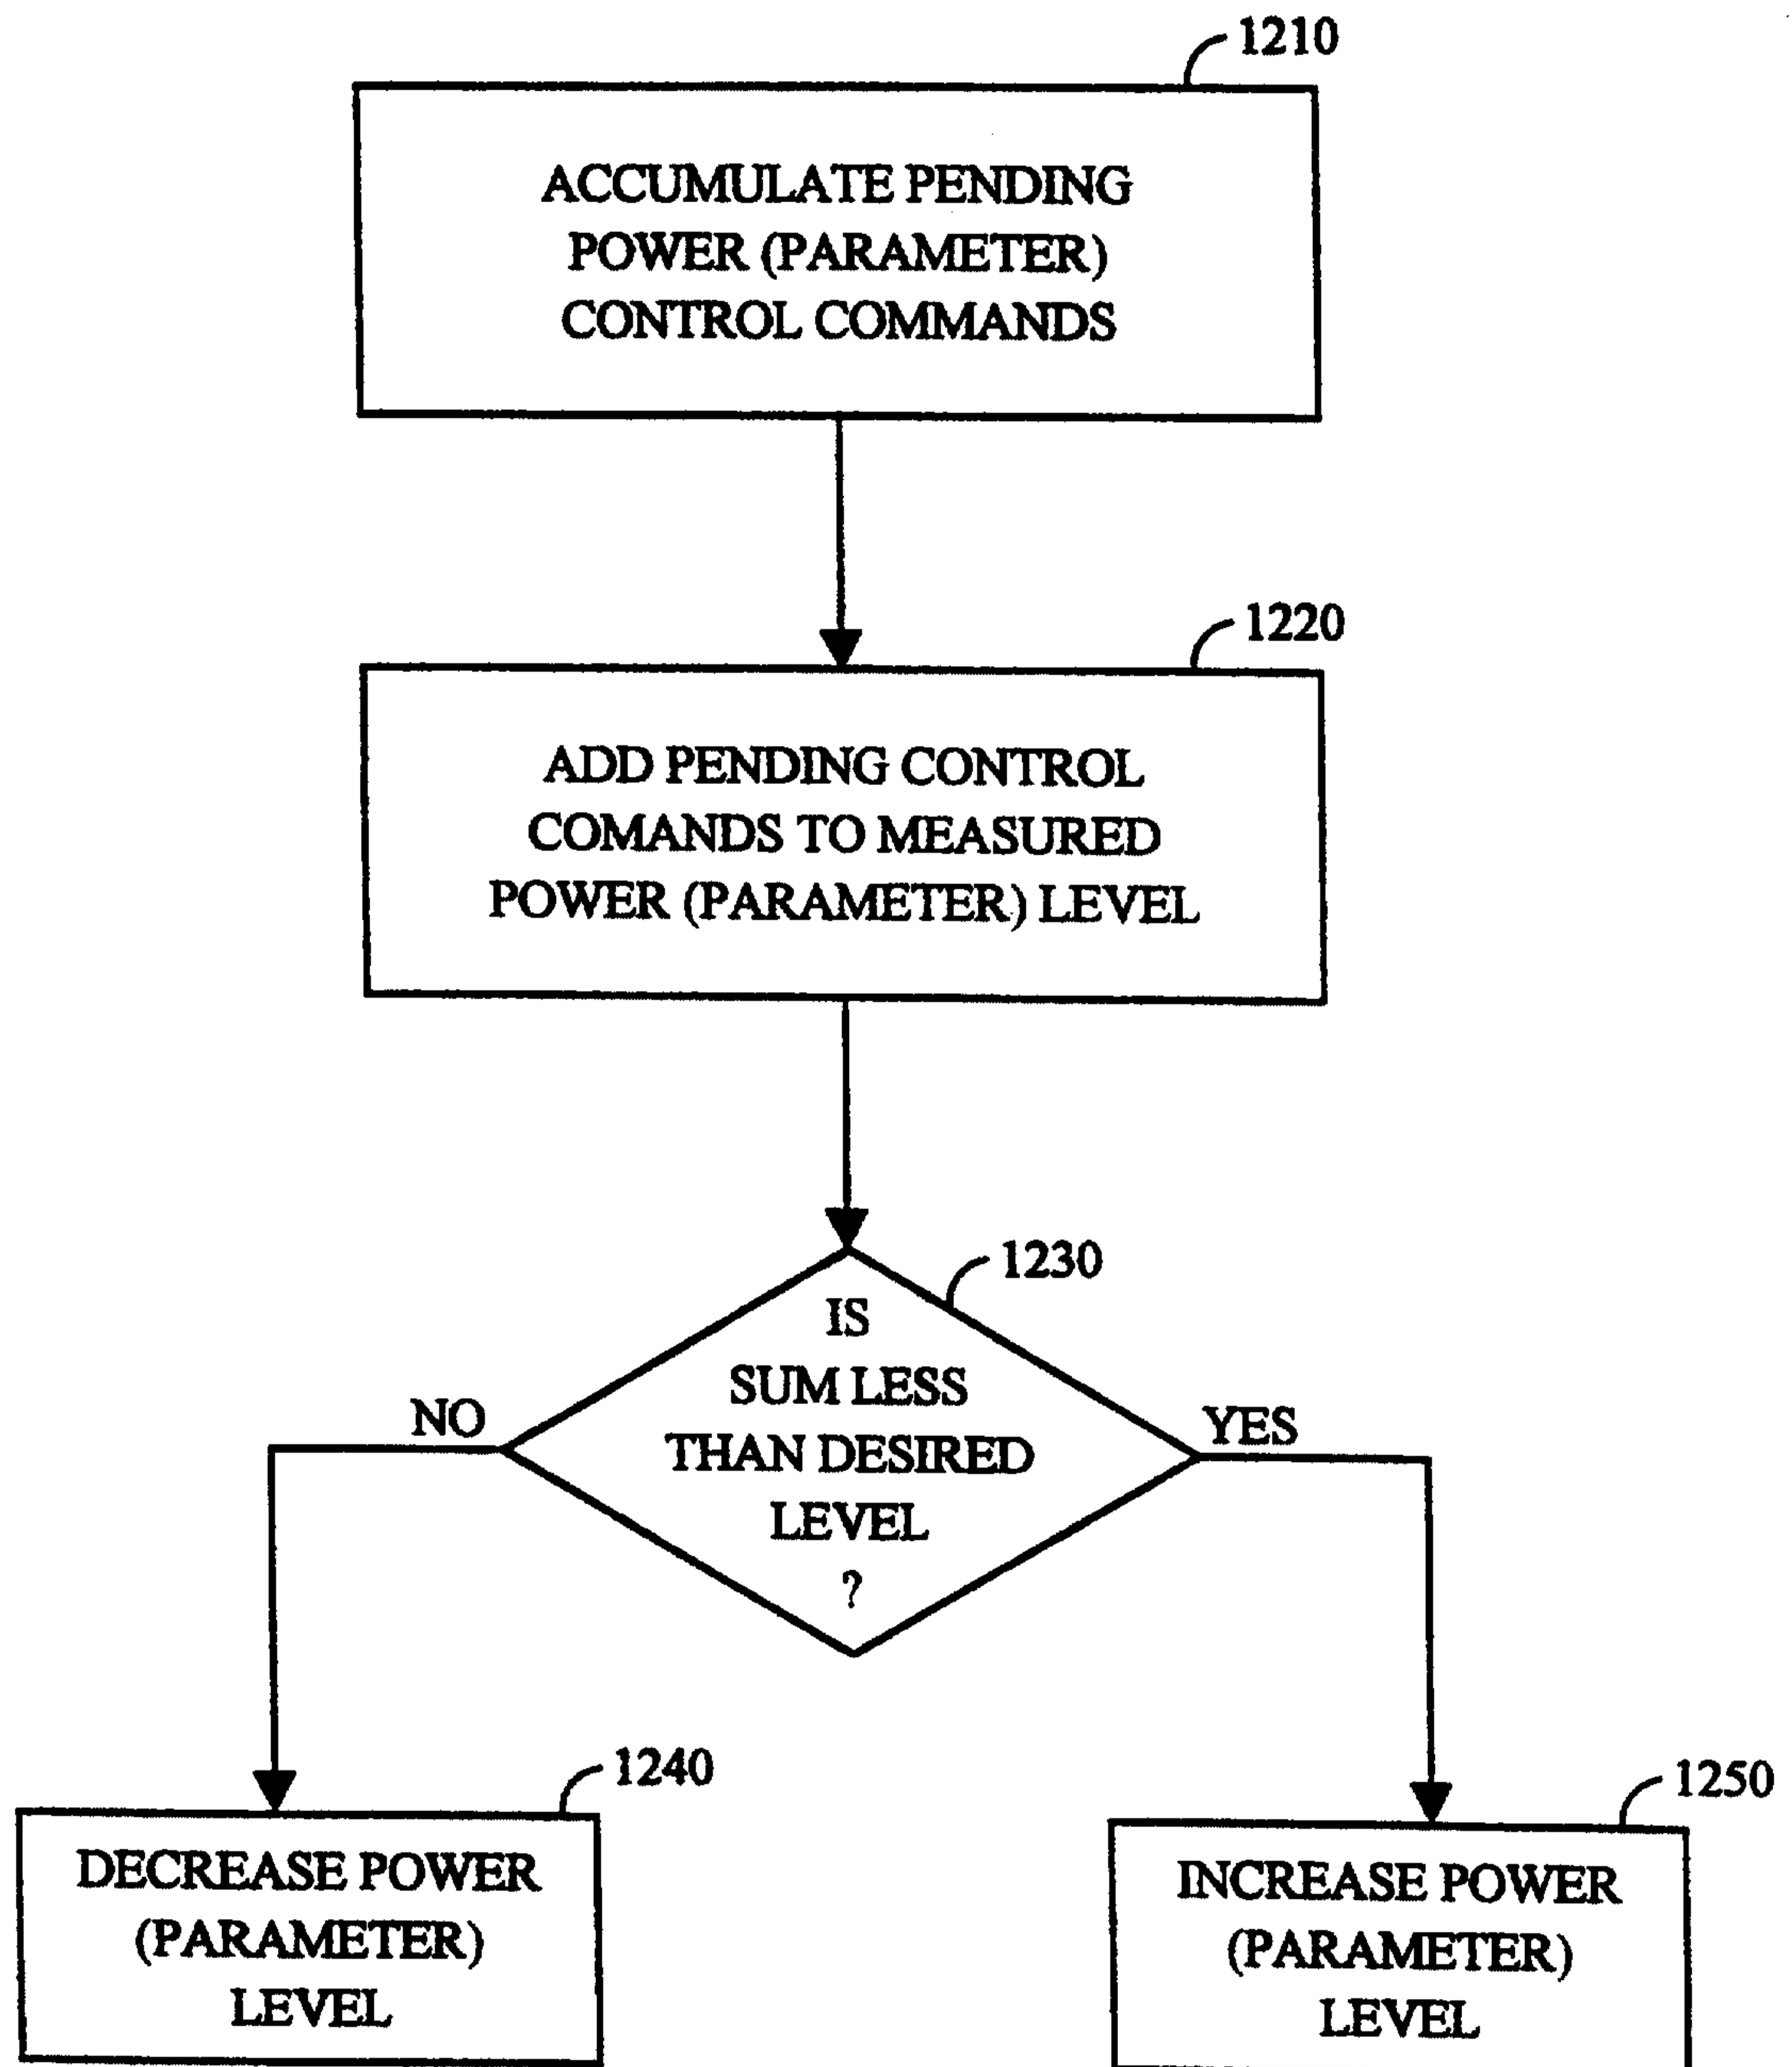 1210
ACCUMULATE PENDING
POWER (PARAMETER)
CONTROL COMMANDS
1220
ADD PENDING CONTROL
COMANDS TO MEASURED
POWER (PARAMETER) LEVEL
1230
IS
SUM LESS
THAN DESIRED
LEVEL
?
NO
YES
1240
DECREASE POWER
(PARAMETER)
LEVEL
1250
INCREASE POWER
(PARAMETER)
LEVEL